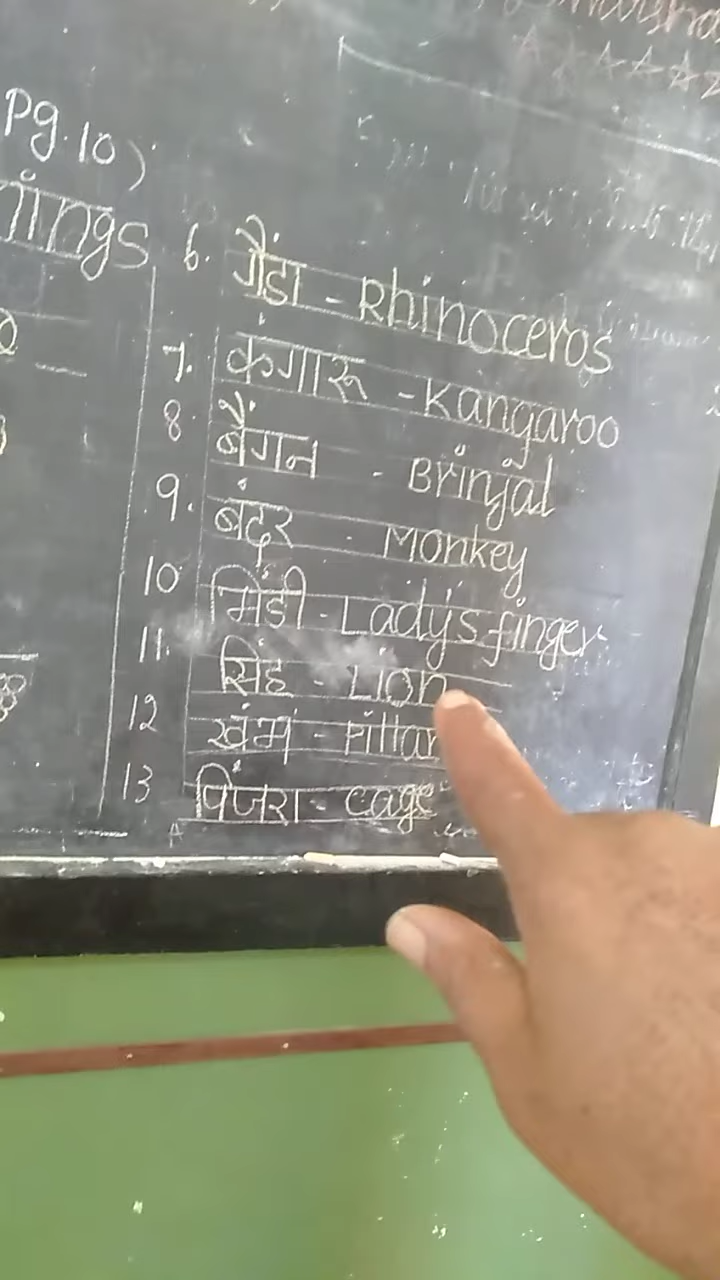 Pg.10)
nings
6. गैंडा - Rhinoceros
7. कंगारू - Kangaroo
8. बैंगन - Brinjal
9. बंदर - Monkey
10 भिंडी - Lady's finger
11. सिंह - Lion
12 खंभा - Pillar
13 पिंजरा - cage